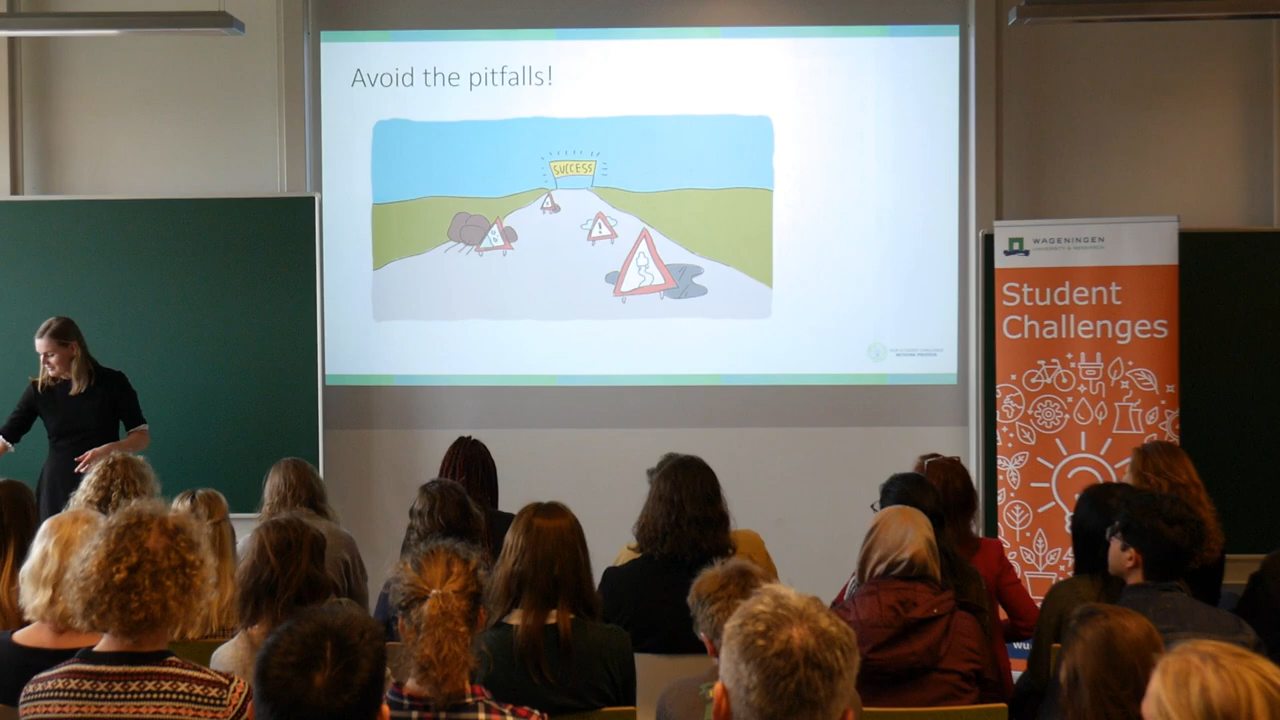 Avoid the pitfalls!
SUCCESS
WAGENINGEN
UNIVERSITY & RESEARCH
Student
Challenges